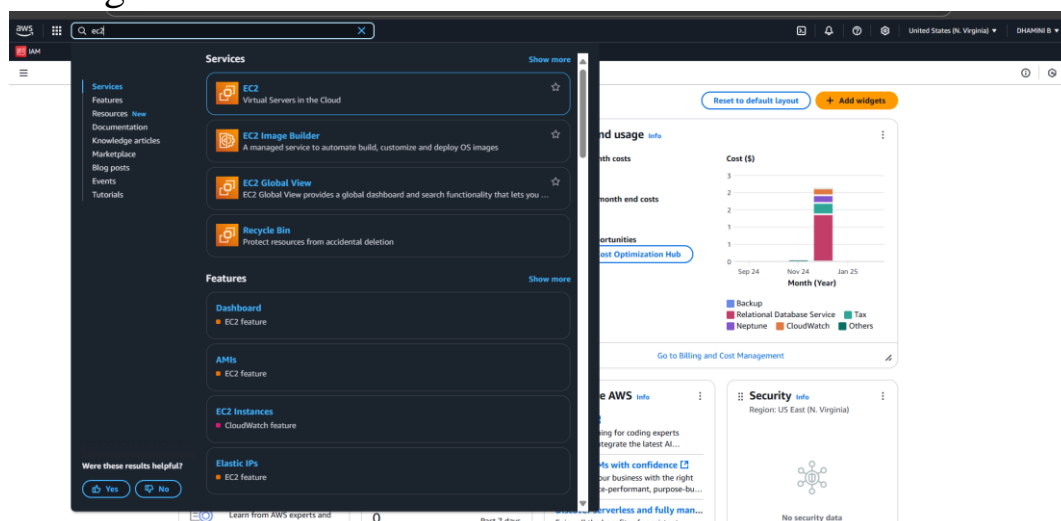 aws
ec2
United States (N. Virginia)
DHAMINI B
IAM
Services
Features
Resources New
Documentation
Knowledge articles
Marketplace
Blog posts
Events
Tutorials
Were these results helpful?
Yes
No
Services
Show more
EC2
Virtual Servers in the Cloud
EC2 Image Builder
A managed service to automate build, customize and deploy OS images
EC2 Global View
EC2 Global View provides a global dashboard and search functionality that lets you ...
Recycle Bin
Protect resources from accidental deletion
Features
Show more
Dashboard
EC2 feature
AMIs
EC2 feature
EC2 Instances
CloudWatch feature
Elastic IPs
EC2 feature
Reset to default layout
+ Add widgets
nd usage Info
nth costs
month end costs
ortunities
ost Optimization Hub
Cost ($)
3
2
2
1
1
0
Sep 24
Nov 24
Jan 25
Month (Year)
Backup
Relational Database Service
Tax
Neptune
CloudWatch
Others
Go to Billing and Cost Management
e AWS Info
ning for coding experts
tegrate the latest AI...
Ms with confidence
our business with the right
e-performant, purpose-bu...
erverless and fully man...
Security Info
Region: US East (N. Virginia)
No security data
Learn from AWS experts and
0
Past 7 days